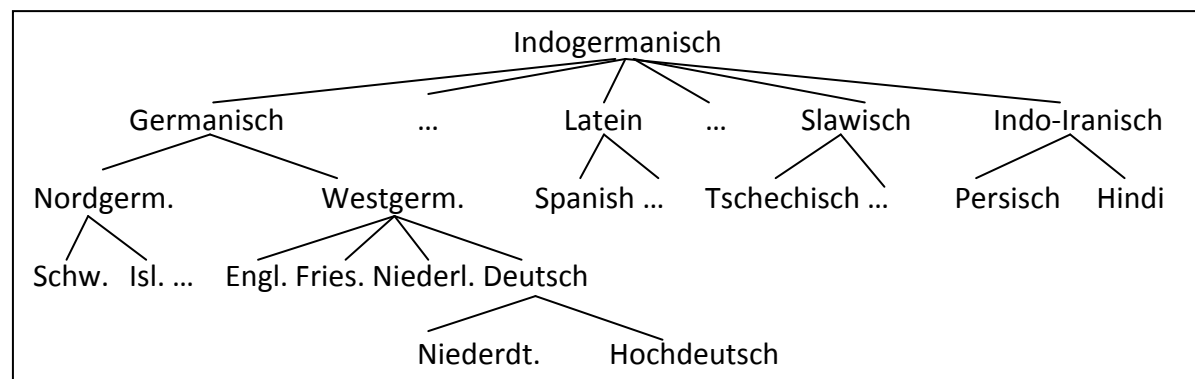 Indogermanisch
Germanisch … Latein … Slawisch Indo-Iranisch
Nordgerm. Westgerm. Spanish … Tschechisch … Persisch Hindi
Schw. Isl. … Engl. Fries. Niederl. Deutsch
Niederdt. Hochdeutsch